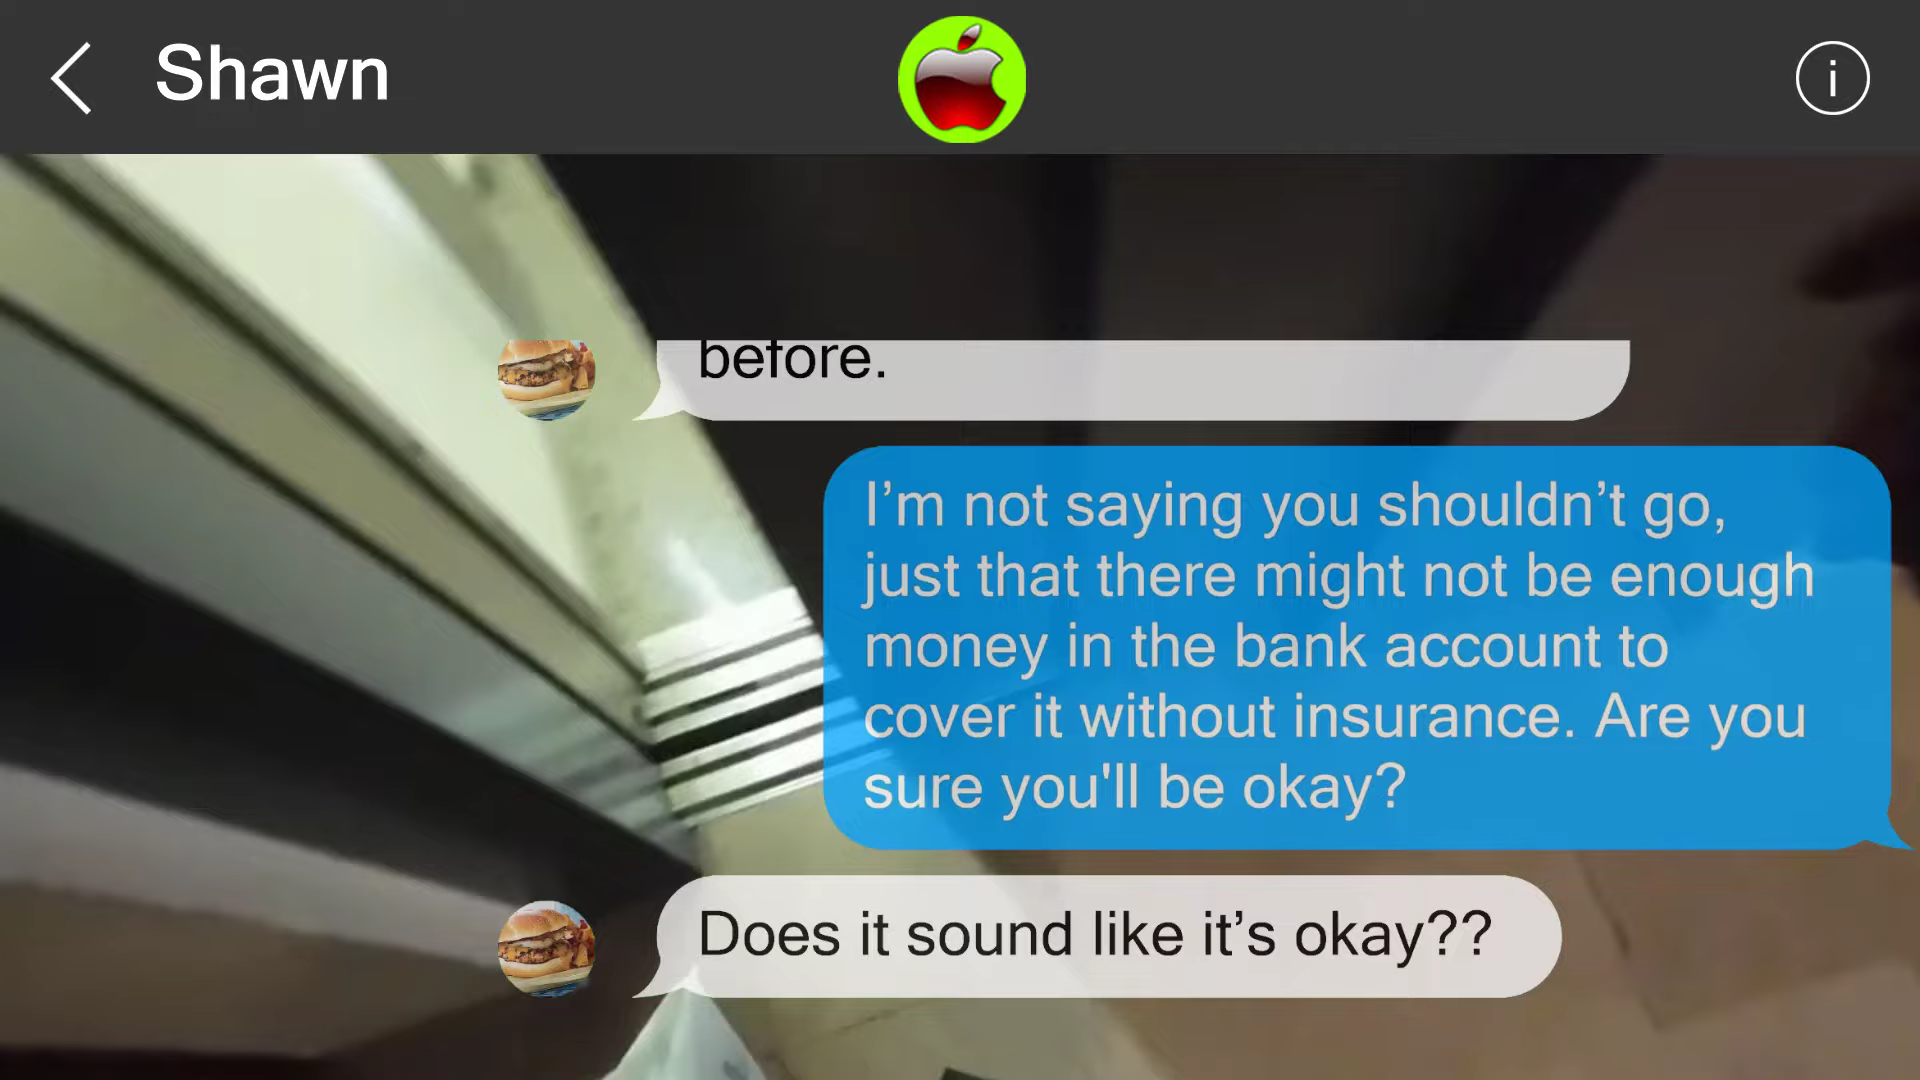 Shawn
i
before.
I’m not saying you shouldn’t go,
just that there might not be enough
money in the bank account to
cover it without insurance. Are you
sure you'll be okay?
Does it sound like it’s okay??